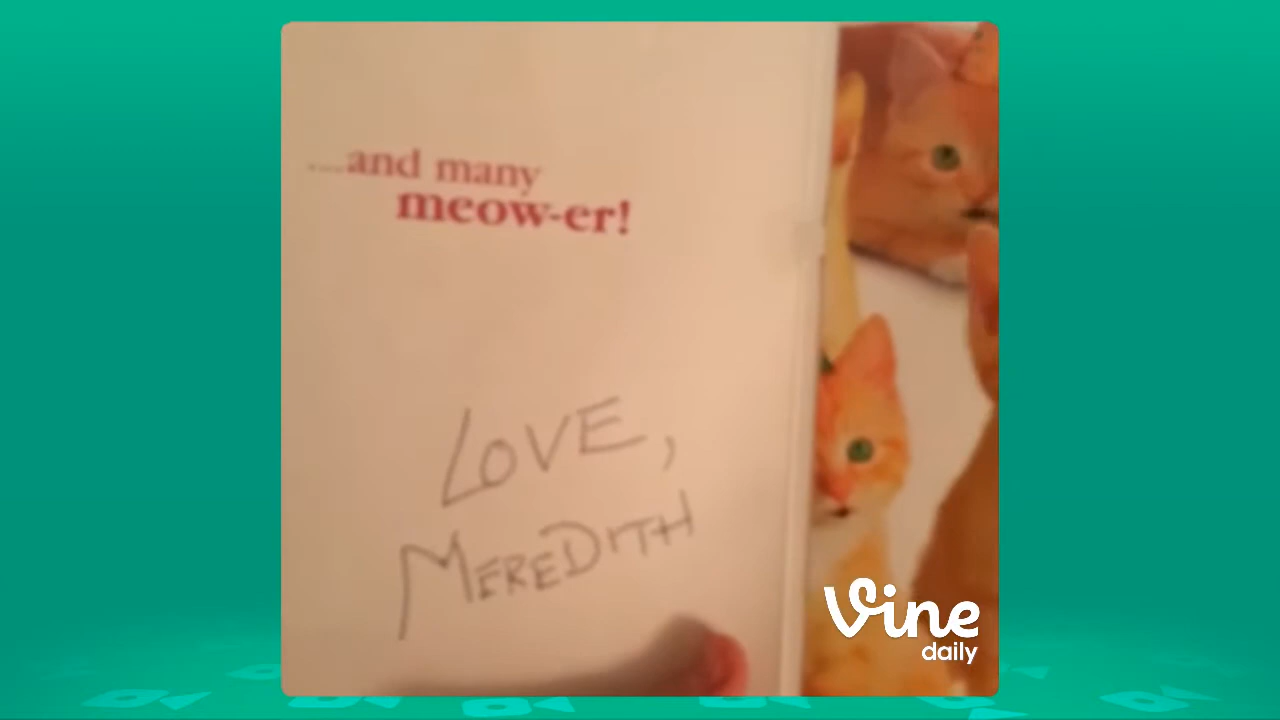 ....and many
meow-er!
LOVE,
MEREDITH
Vine
daily